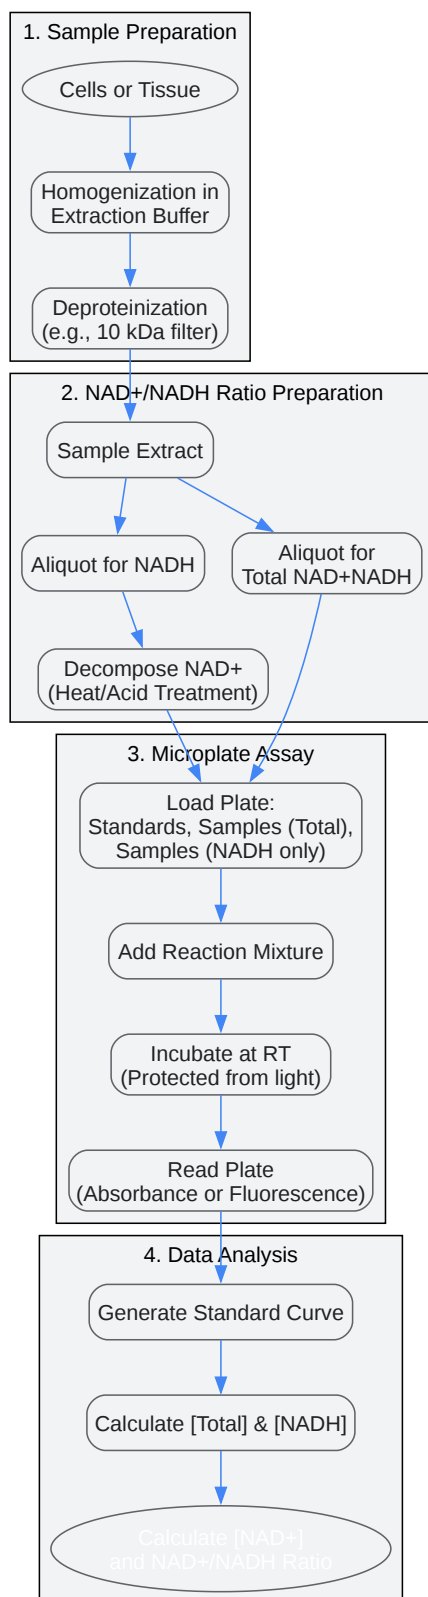 1. Sample Preparation
Cells or Tissue
Homogenization in
Extraction Buffer
Deproteinization
(e.g., 10 kDa filter)
2. NAD+/NADH Ratio Preparation
Sample Extract
Aliquot for NADH
Aliquot for
Total NAD+NADH
Decompose NAD+
(Heat/Acid Treatment)
3. Microplate Assay
Load Plate:
Standards, Samples (Total),
Samples (NADH only)
Add Reaction Mixture
Incubate at RT
(Protected from light)
Read Plate
(Absorbance or Fluorescence)
4. Data Analysis
Generate Standard Curve
Calculate [Total] & [NADH]
Calculate [NAD+]
and NAD+/NADH Ratio